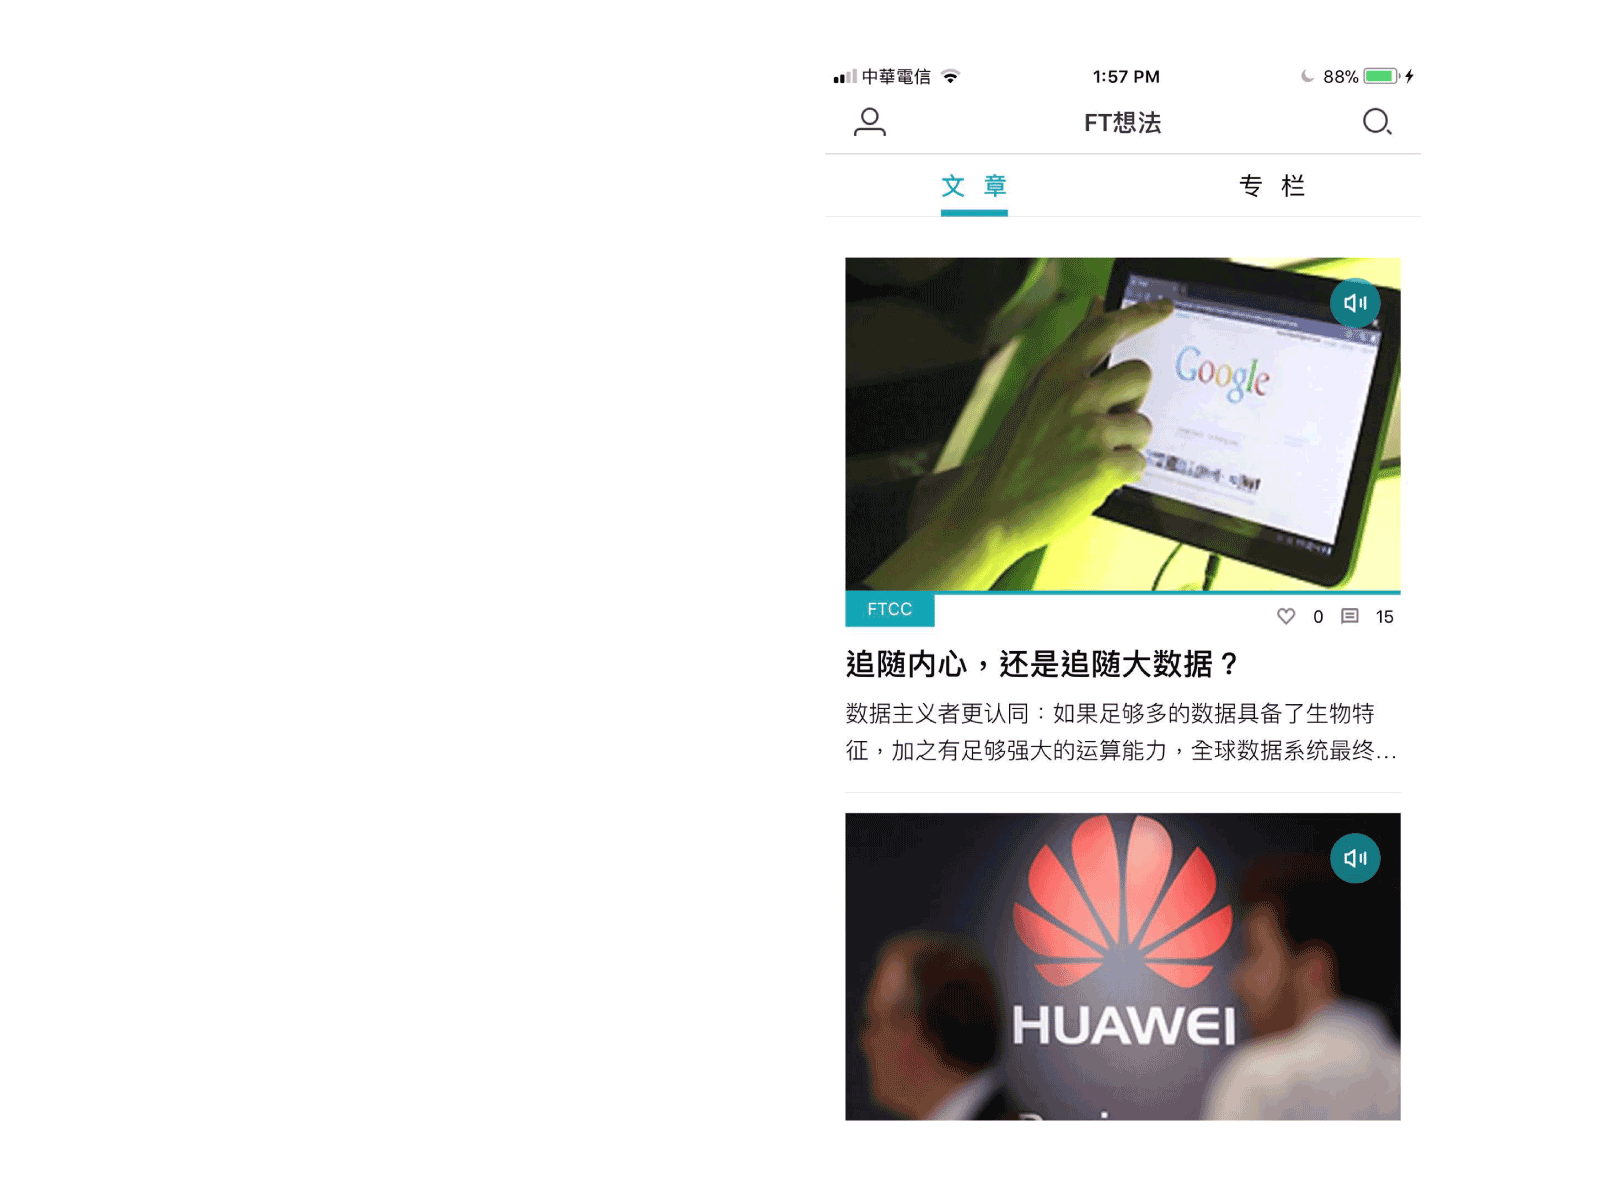 中華電信
1:57 PM
88%
FT想法
文 章
专 栏
Google
FTCC
0
15
追随内心，还是追随大数据？
数据主义者更认同：如果足够多的数据具备了生物特
征，加之有足够强大的运算能力，全球数据系统最终…
HUAWEI